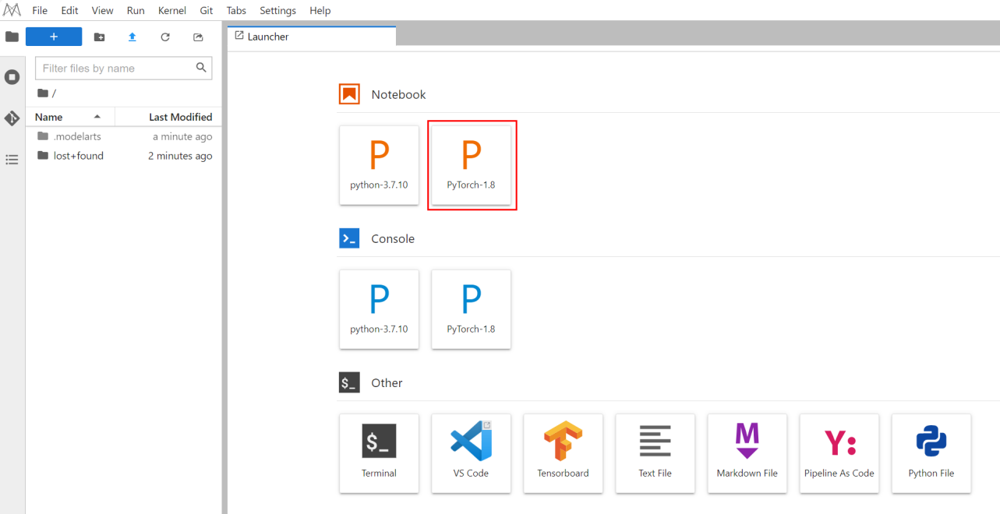 File Edit View Run Kernel Git Tabs Settings Help
+
Launcher
Filter files by name
/
Name Last Modified
.modelarts a minute ago
lost+found 2 minutes ago
Notebook
P P
python-3.7.10 PyTorch-1.8
Console
P P
python-3.7.10 PyTorch-1.8
$_ Other
$_ M Y:
Terminal VS Code Tensorboard Text File Markdown File Pipeline As Code Python File